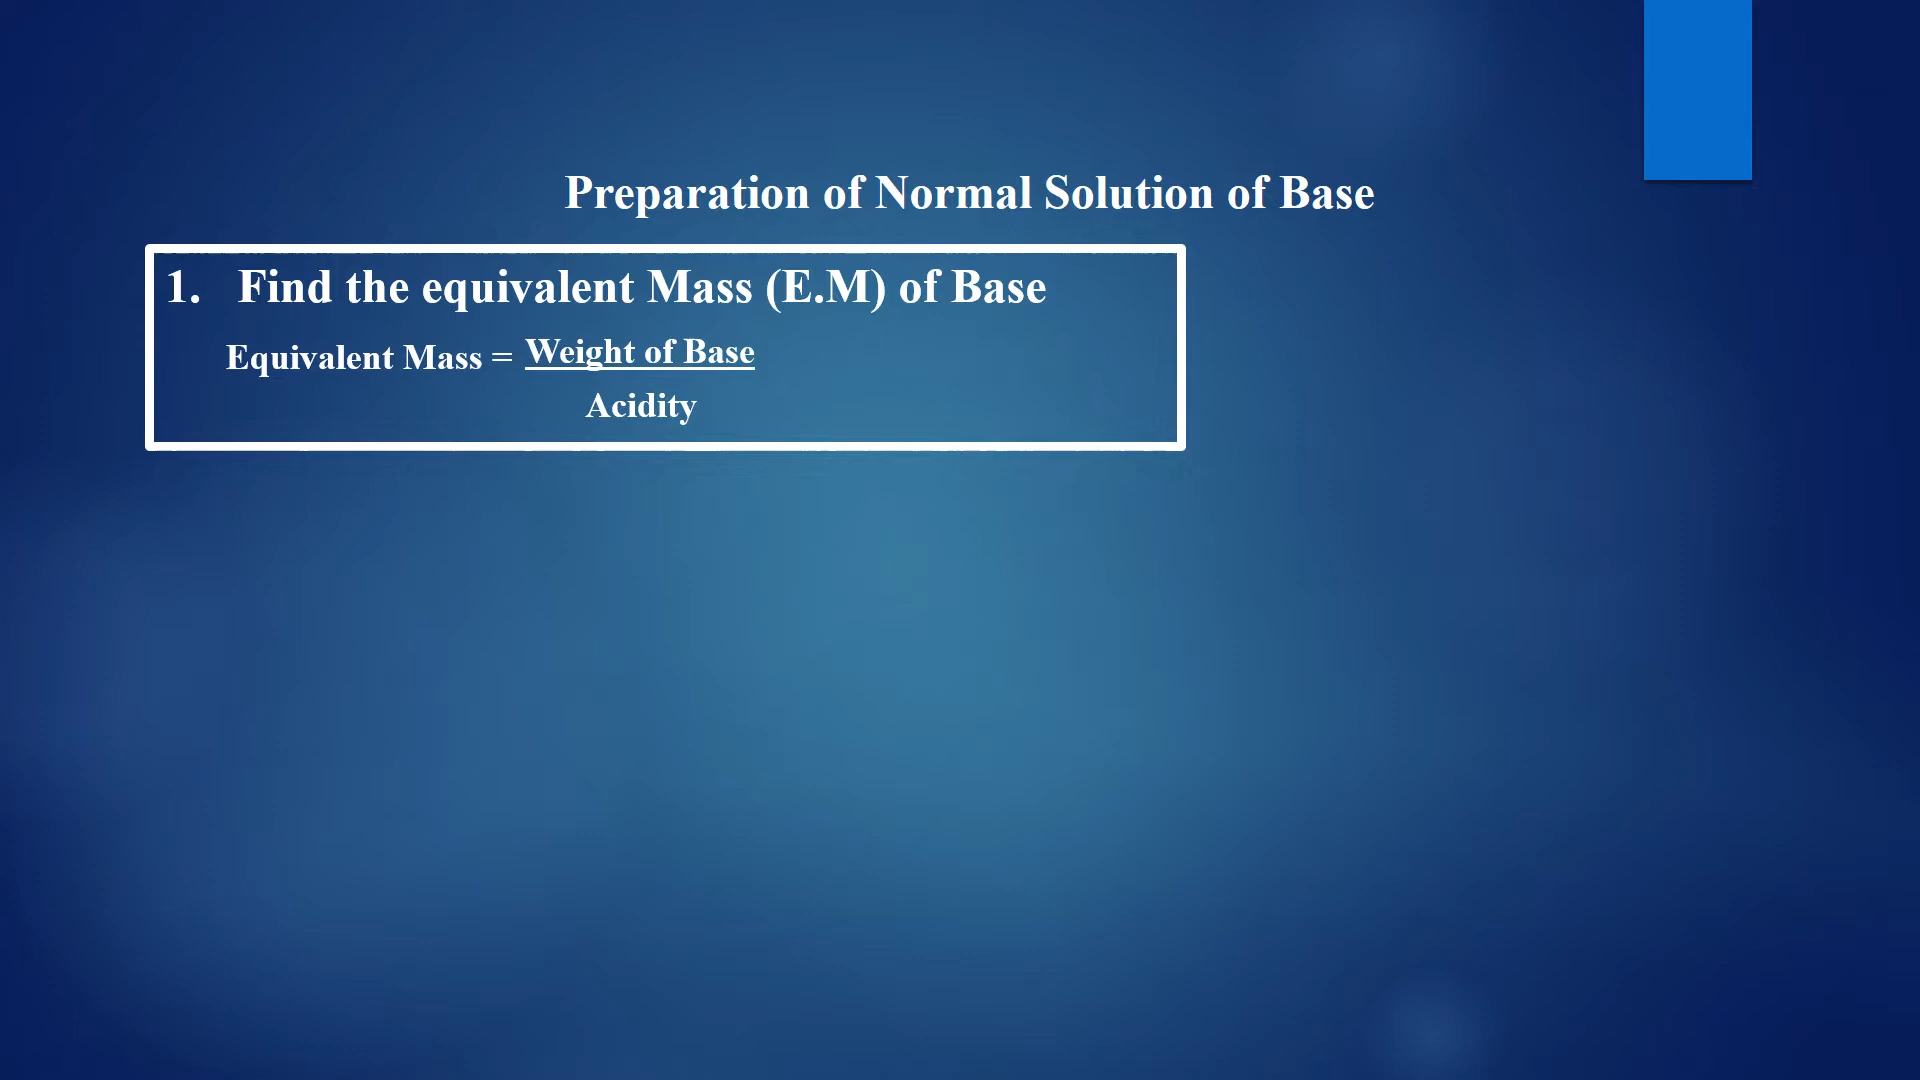 Preparation of Normal Solution of Base
1. Find the equivalent Mass (E.M) of Base
Equivalent Mass = Weight of Base
Acidity